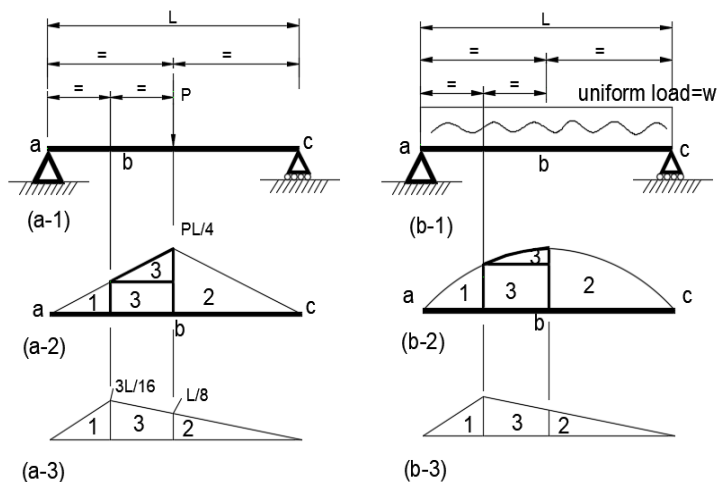 L
=
=
=
=
P
a
b
c
(a-1)
PL/4
1
3
3
2
a
b
c
(a-2)
3L/16
L/8
1
3
2
(a-3)
L
=
=
=
=
uniform load=w
a
b
c
(b-1)
1
3
3
2
a
b
c
(b-2)
1
3
2
(b-3)